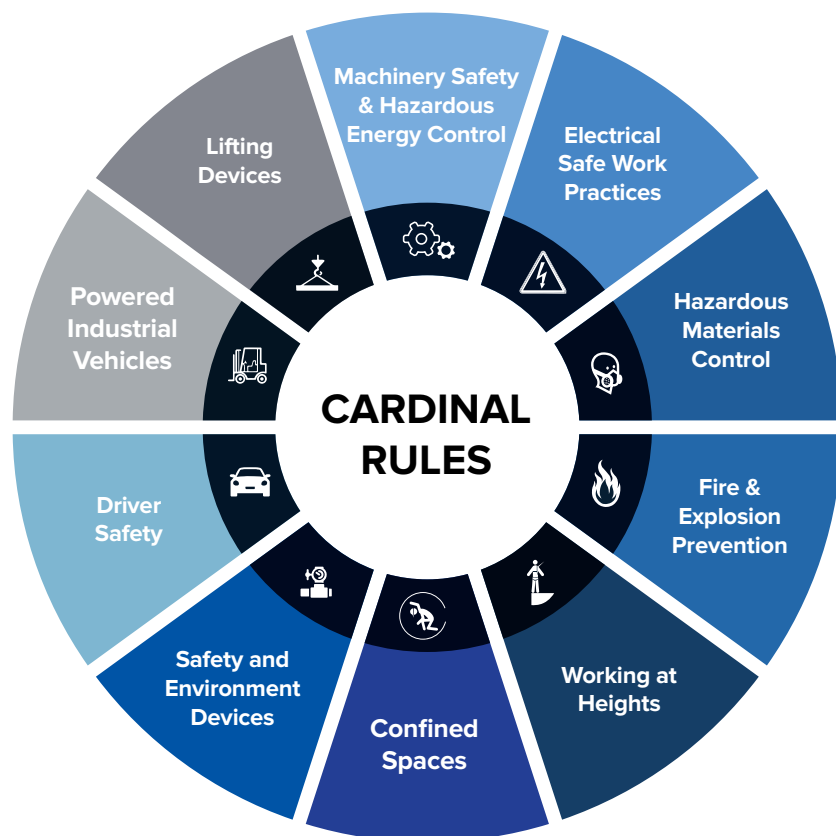 Machinery Safety
& Hazardous
Energy Control
Electrical
Safe Work
Practices
Hazardous
Materials
Control
Fire &
Explosion
Prevention
Working at
Heights
Confined
Spaces
Safety and
Environment
Devices
Driver
Safety
Powered
Industrial
Vehicles
Lifting
Devices
CARDINAL
RULES